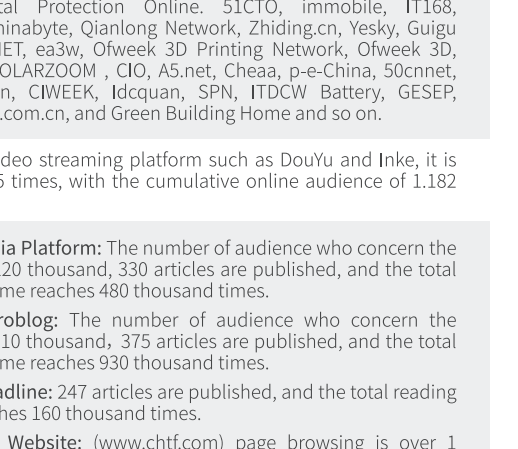 tal Protection Online. 51CTO, immobile, IT168,
hinabyte, Qianlong Network, Zhiding.cn, Yesky, Guigu
NET, ea3w, Ofweek 3D Printing Network, Ofweek 3D,
OLARZOOM , CIO, A5.net, Cheaa, p-e-China, 50cnnet,
n, CIWEEK, Idcquan, SPN, ITDCW Battery, GESEP,
.com.cn, and Green Building Home and so on.
ideo streaming platform such as DouYu and Inke, it is
5 times, with the cumulative online audience of 1.182
ia Platform: The number of audience who concern the
120 thousand, 330 articles are published, and the total
me reaches 480 thousand times.
roblog: The number of audience who concern the
10 thousand, 375 articles are published, and the total
me reaches 930 thousand times.
adline: 247 articles are published, and the total reading
hes 160 thousand times.
Website: (www.chtf.com) page browsing is over 1